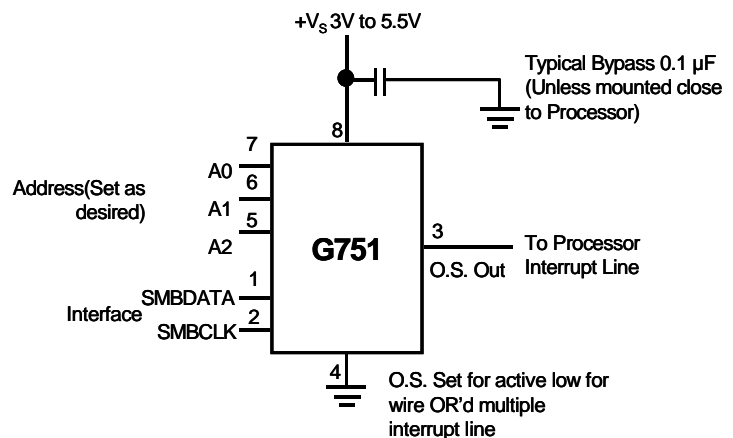 +VS 3V to 5.5V
Typical Bypass 0.1 µF
(Unless mounted close
to Processor)
8
7
A0
6
Address(Set as
desired)
A1
5
A2
G751
3
To Processor
Interrupt Line
O.S. Out
1
SMBDATA
Interface
2
SMBCLK
4
O.S. Set for active low for
wire OR'd multiple
interrupt line